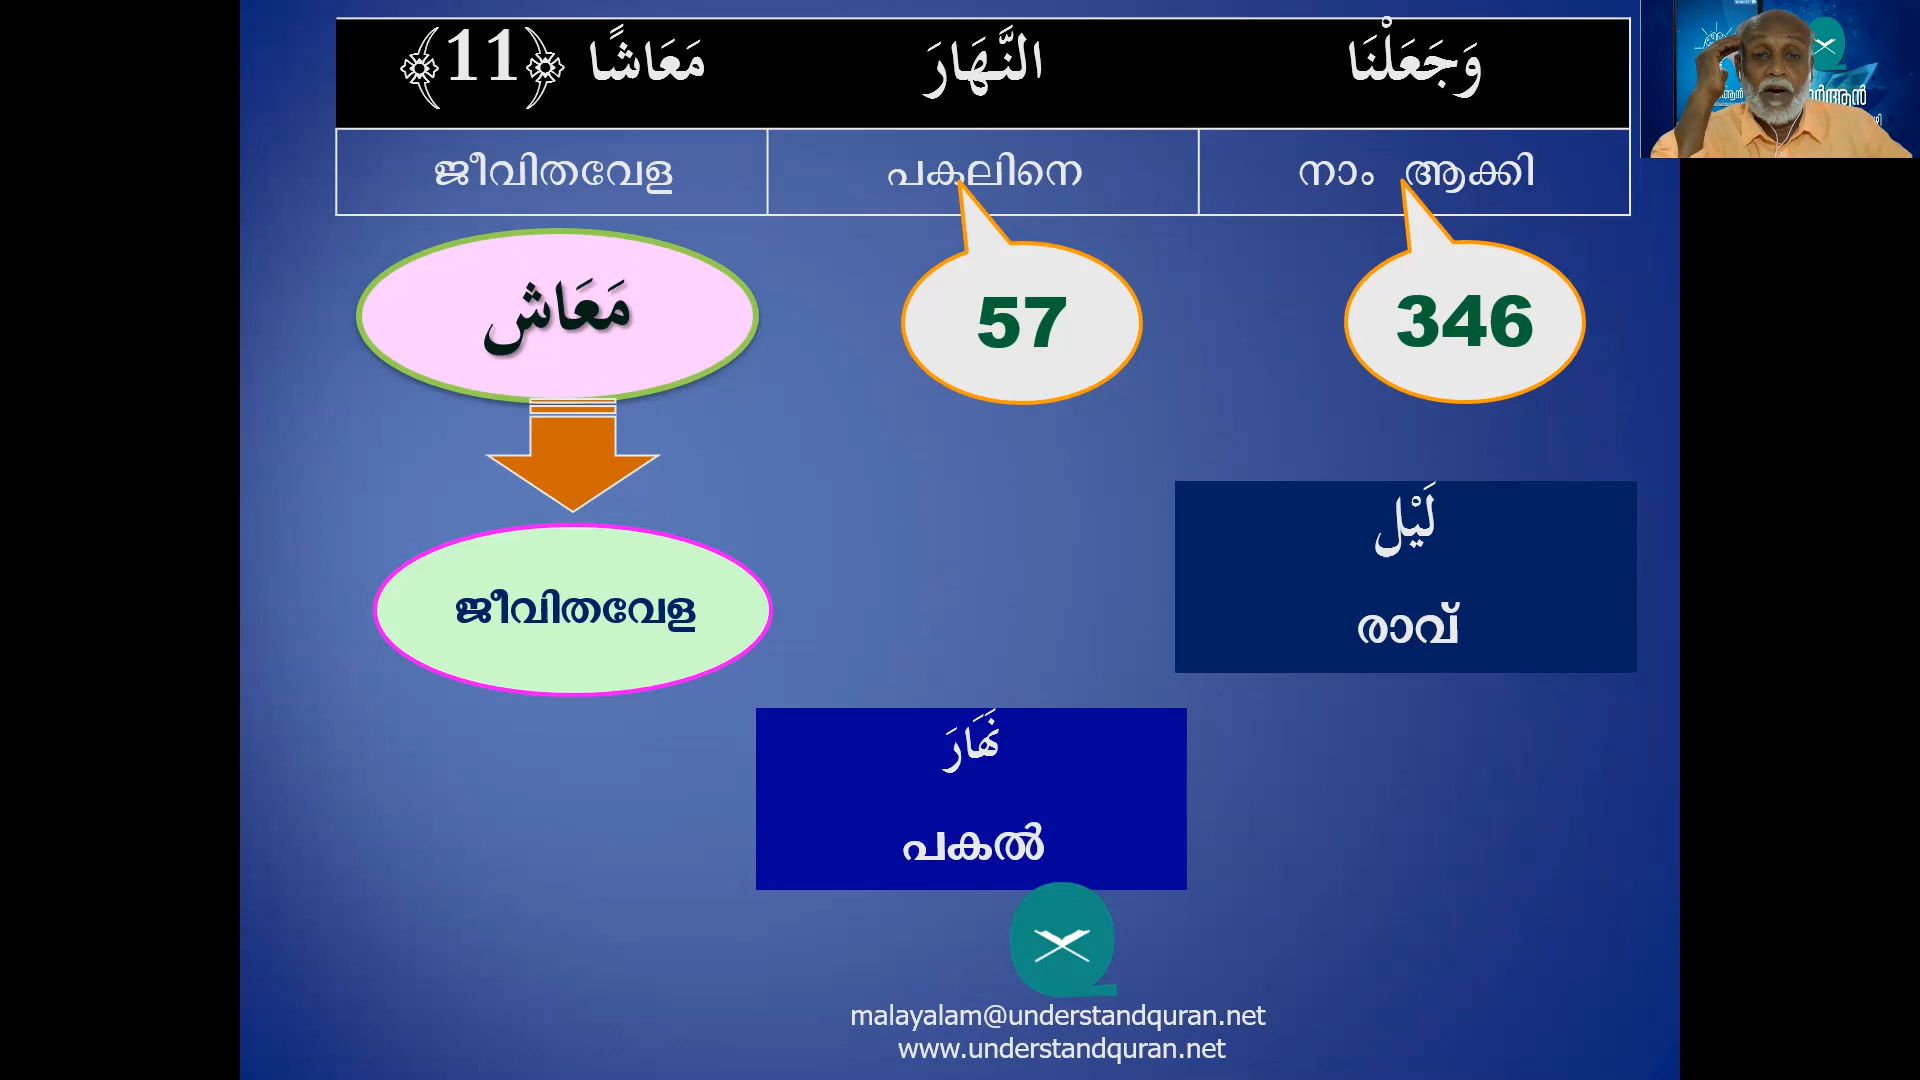 وَجَعَلْنَا النَّهَارَ مَعَاشًا ﴿11﴾
നാം ആക്കി പകലിനെ ജീവിതവേള
مَعَاش
57
346
لَيْل
രാവ്
ജീവിതവേള
نَهَارَ
പകൽ
malayalam@understandquran.net
www.understandquran.net